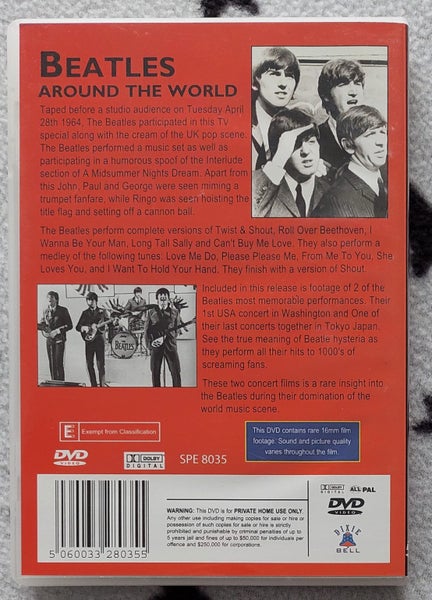 BEATLES
AROUND THE WORLD
Taped before a studio audience on Tuesday April
28th 1964, The Beatles participated in this TV
special along with the cream of the UK pop scene.
The Beatles performed a music set as well as
participating in a humorous spoof of the Interlude
section of A Midsummer Nights Dream. Apart from
this John, Paul and George were seen miming a
trumpet fanfare, while Ringo was seen hoisting the
title flag and setting off a cannon ball.
The Beatles perform complete versions of Twist & Shout, Roll Over Beethoven, I
Wanna Be Your Man, Long Tall Sally and Can't Buy Me Love. They also perform a
medley of the following tunes: Love Me Do, Please Please Me, From Me To You, She
Loves You, and I Want To Hold Your Hand. They finish with a version of Shout.
THE
BEATLES
Included in this release is footage of 2 of the
Beatles most memorable performances. Their
1st USA concert in Washington and One of
their last concerts together in Tokyo Japan.
See the true meaning of Beatle hysteria as
they perform all their hits to 1000's of
screaming fans.
These two concert films is a rare insight into
the Beatles during their domination of the
world music scene.
E Exempt from Classification
DVD
VIDEO
DOLBY
DIGITAL
SPE 8035
This DVD contains rare 16mm film
footage. Sound and picture quality
varies throughout the film.
5 060033 280355
WARNING: This DVD is for PRIVATE HOME USE ONLY.
Any other use including making copies for sale or hire or
possession of such copies for sale or hire is strictly
prohibited and punishable by criminal penalties of up to
5 years jail and fines of up to $50,000 for individuals per
offence and $250,000 for corporations.
DOLBY
DIGITAL
ALL PAL
DVD
VIDEO
DIXIE
BELL